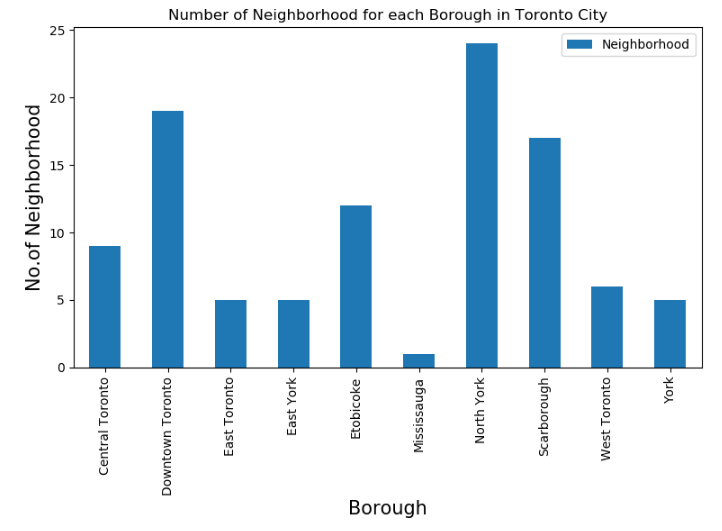 Number of Neighborhood for each Borough in Toronto City
Neighborhood
No.of Neighborhood
25
20
15
10
5
0
Central Toronto
Downtown Toronto
East Toronto
East York
Etobicoke
Mississauga
North York
Scarborough
West Toronto
York
Borough